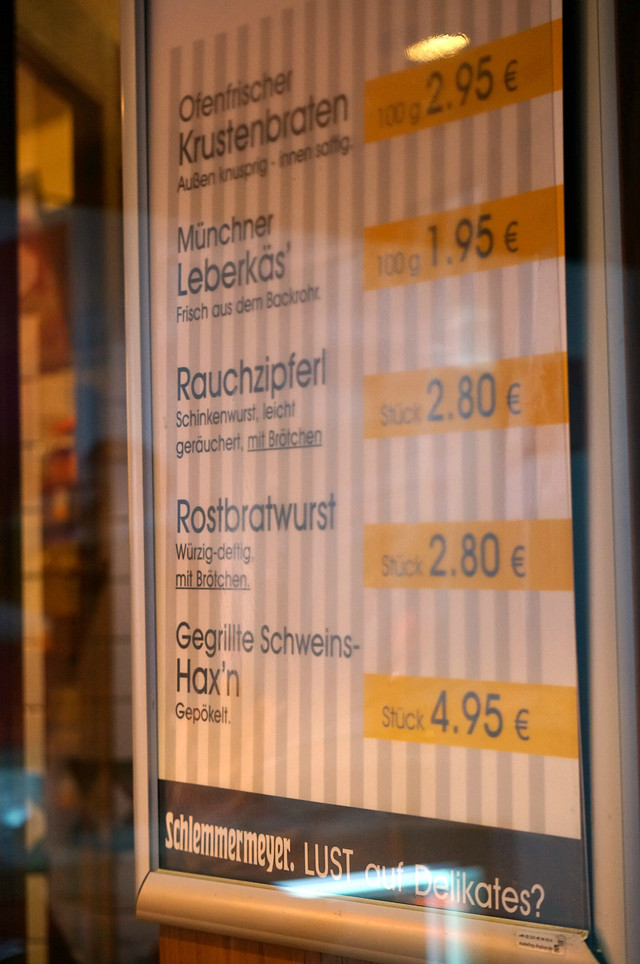 Ofenfrischer
Krustenbraten
Außen knusprig - innen saftig.
100 g 2.95 €
Münchner
Leberkäs'
Frisch aus dem Backrohr.
100 g 1.95 €
Rauchzipferl
Schinkenwurst, leicht
geräuchert, mit Brötchen
Stück 2.80 €
Rostbratwurst
Würzig-deftig,
mit Brötchen.
Stück 2.80 €
Gegrillte Schweins-
Hax'n
Gepökelt.
Stück 4.95 €
Schlemmermeyer. LUST auf Delikates?